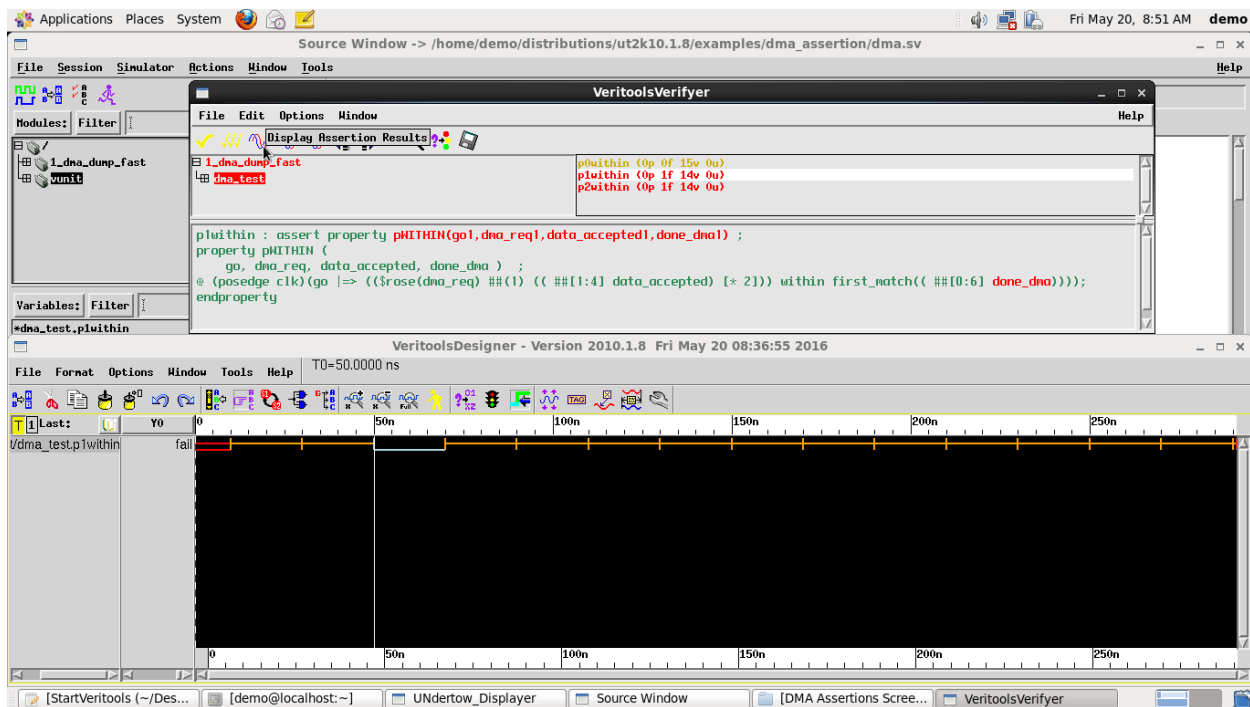 Applications Places System Fri May 20, 8:51 AM demo
Source Window -> /home/demo/distributions/ut2k10.1.8/examples/dma_assertion/dma.sv
File Session Simulator Actions Window Tools Help
VeritoolsVerifyer
File Edit Options Window Help
Modules: Filter
Display Assertion Results
/
1_dma_dump_fast
vunit
1_dma_dump_fast
dma_test
p0within (0p 0f 15v 0u)
p1within (0p 1f 14v 0u)
p2within (0p 1f 14v 0u)
p1within : assert property pWITHIN(go1,dma_req1,data_accepted1,done_dma1) ;
property pWITHIN (
go, dma_req, data_accepted, done_dma ) ;
@ (posedge clk)(go |=> (($rose(dma_req) ##(1) (( ##[1:4] data_accepted) [* 2])) within first_match(( ##[0:6] done_dma))));
endproperty
Variables: Filter
*dma_test.p1within
VeritoolsDesigner - Version 2010.1.8 Fri May 20 08:36:55 2016
File Format Options Window Tools Help T0=50.0000 ns
T 1 Last: Y0 0 50n 100n 150n 200n 250n
t/dma_test.p1within fail
0 50n 100n 150n 200n 250n
[StartVeritools (~/Des... [demo@localhost:~] UNdertow_Displayer Source Window [DMA Assertions Scree... VeritoolsVerifyer